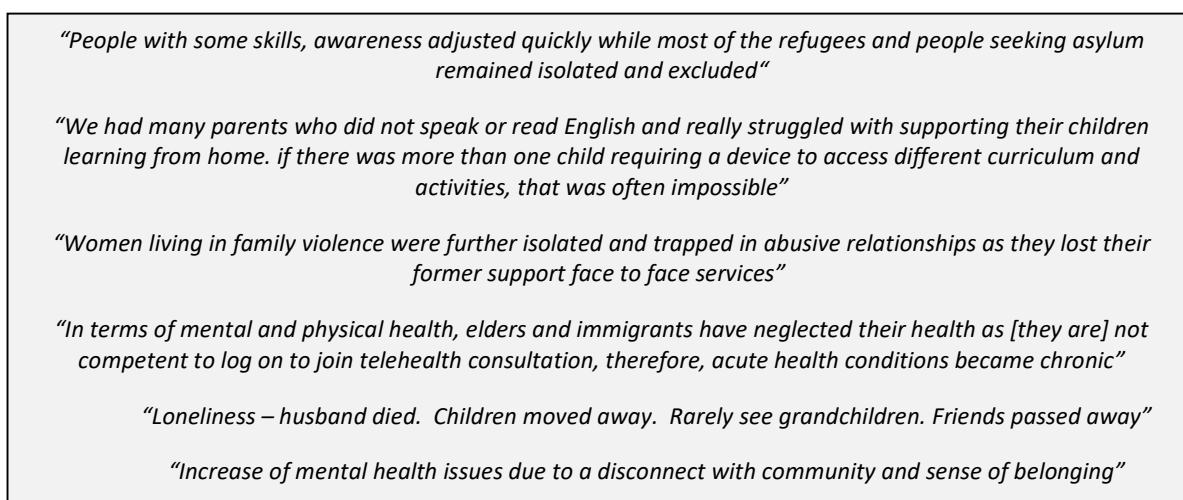 “People with some skills, awareness adjusted quickly while most of the refugees and people seeking asylum
remained isolated and excluded“
“We had many parents who did not speak or read English and really struggled with supporting their children
learning from home. if there was more than one child requiring a device to access different curriculum and
activities, that was often impossible”
“Women living in family violence were further isolated and trapped in abusive relationships as they lost their
former support face to face services”
“In terms of mental and physical health, elders and immigrants have neglected their health as [they are] not
competent to log on to join telehealth consultation, therefore, acute health conditions became chronic”
“Loneliness – husband died.  Children moved away.  Rarely see grandchildren. Friends passed away”
“Increase of mental health issues due to a disconnect with community and sense of belonging”